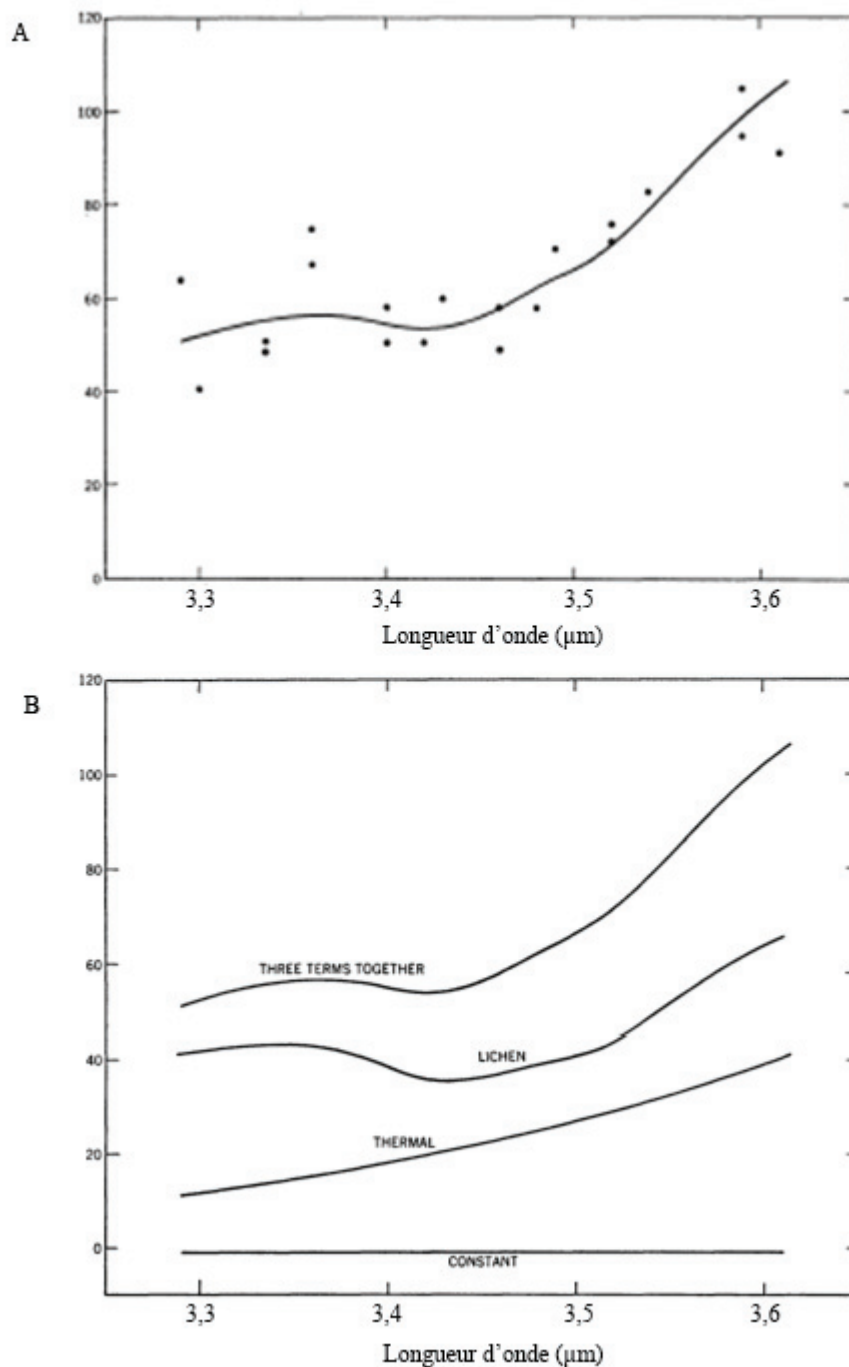 A
120
100
80
60
40
20
0
3,3 3,4 3,5 3,6
Longueur d'onde (µm)
B
120
100
80
60
40
20
0
THREE TERMS TOGETHER
LICHEN
THERMAL
CONSTANT
3,3 3,4 3,5 3,6
Longueur d'onde (µm)